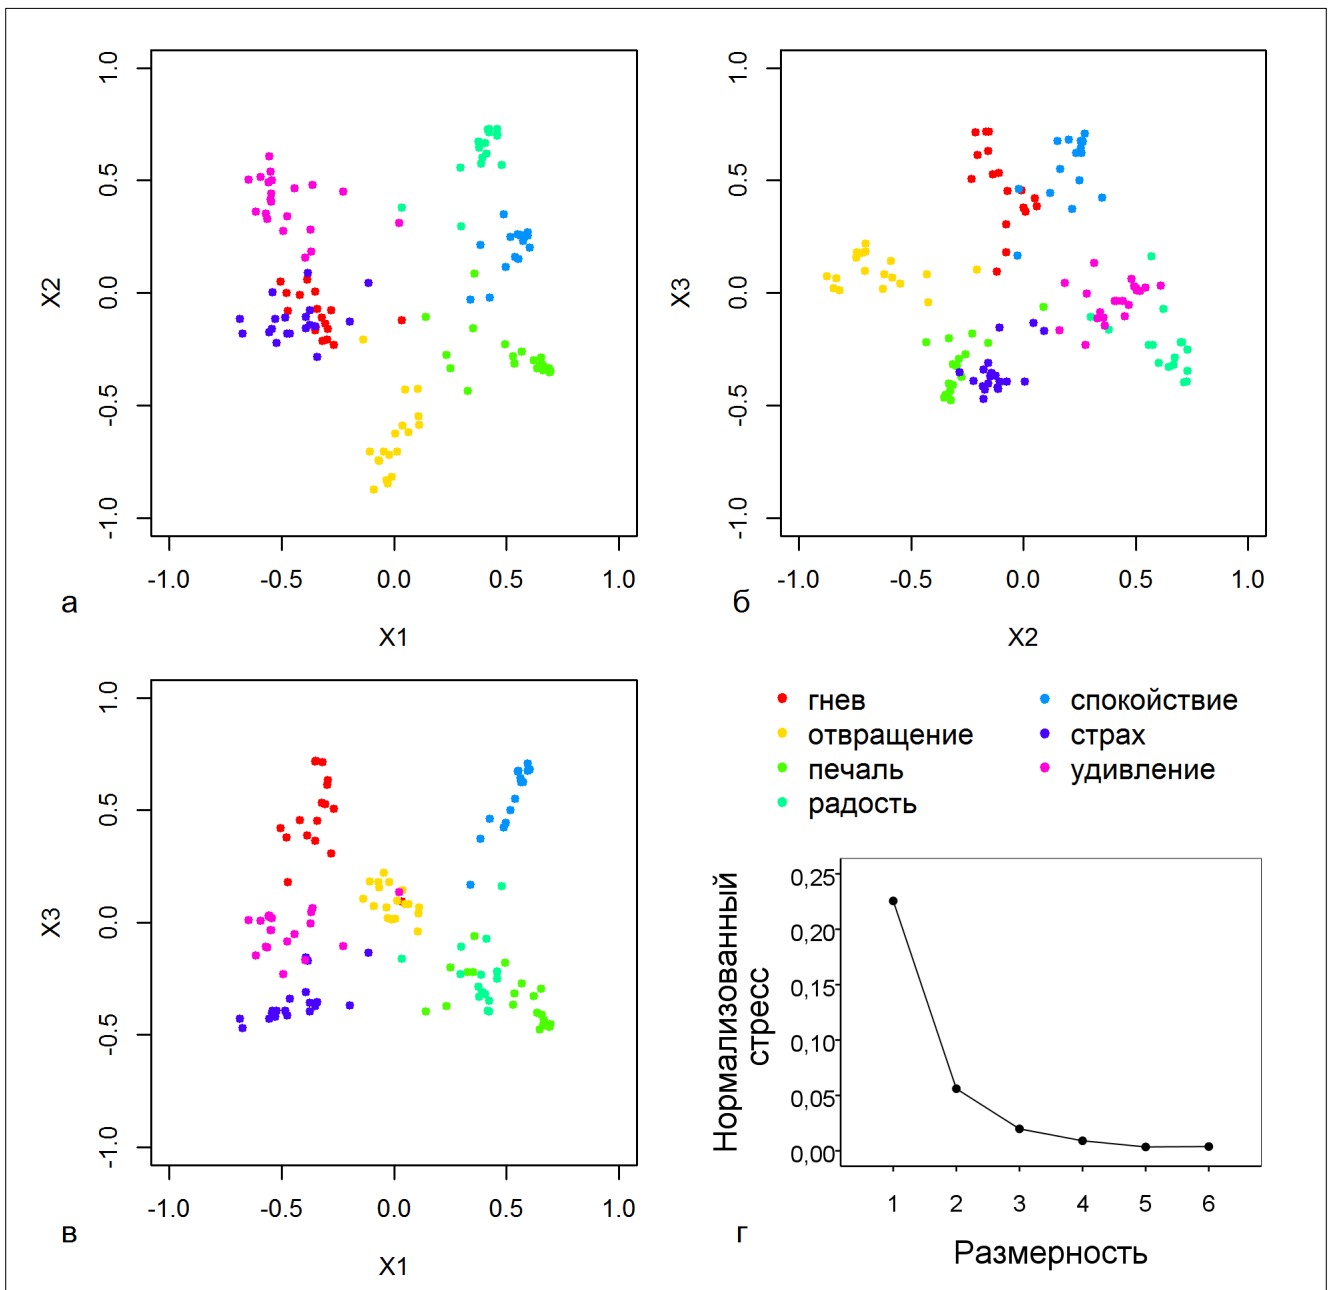 1.0
0.5
0.0
-0.5
-1.0
X2
-1.0 -0.5 0.0 0.5 1.0
а
X1
1.0
0.5
0.0
-0.5
-1.0
X3
-1.0 -0.5 0.0 0.5 1.0
б
X2
1.0
0.5
0.0
-0.5
-1.0
X3
-1.0 -0.5 0.0 0.5 1.0
в
X1
гнев
отвращение
печаль
радость
спокойствие
страх
удивление
Нормализованный
стресс
0,25
0,20
0,15
0,10
0,05
0,00
1 2 3 4 5 6
г
Размерность